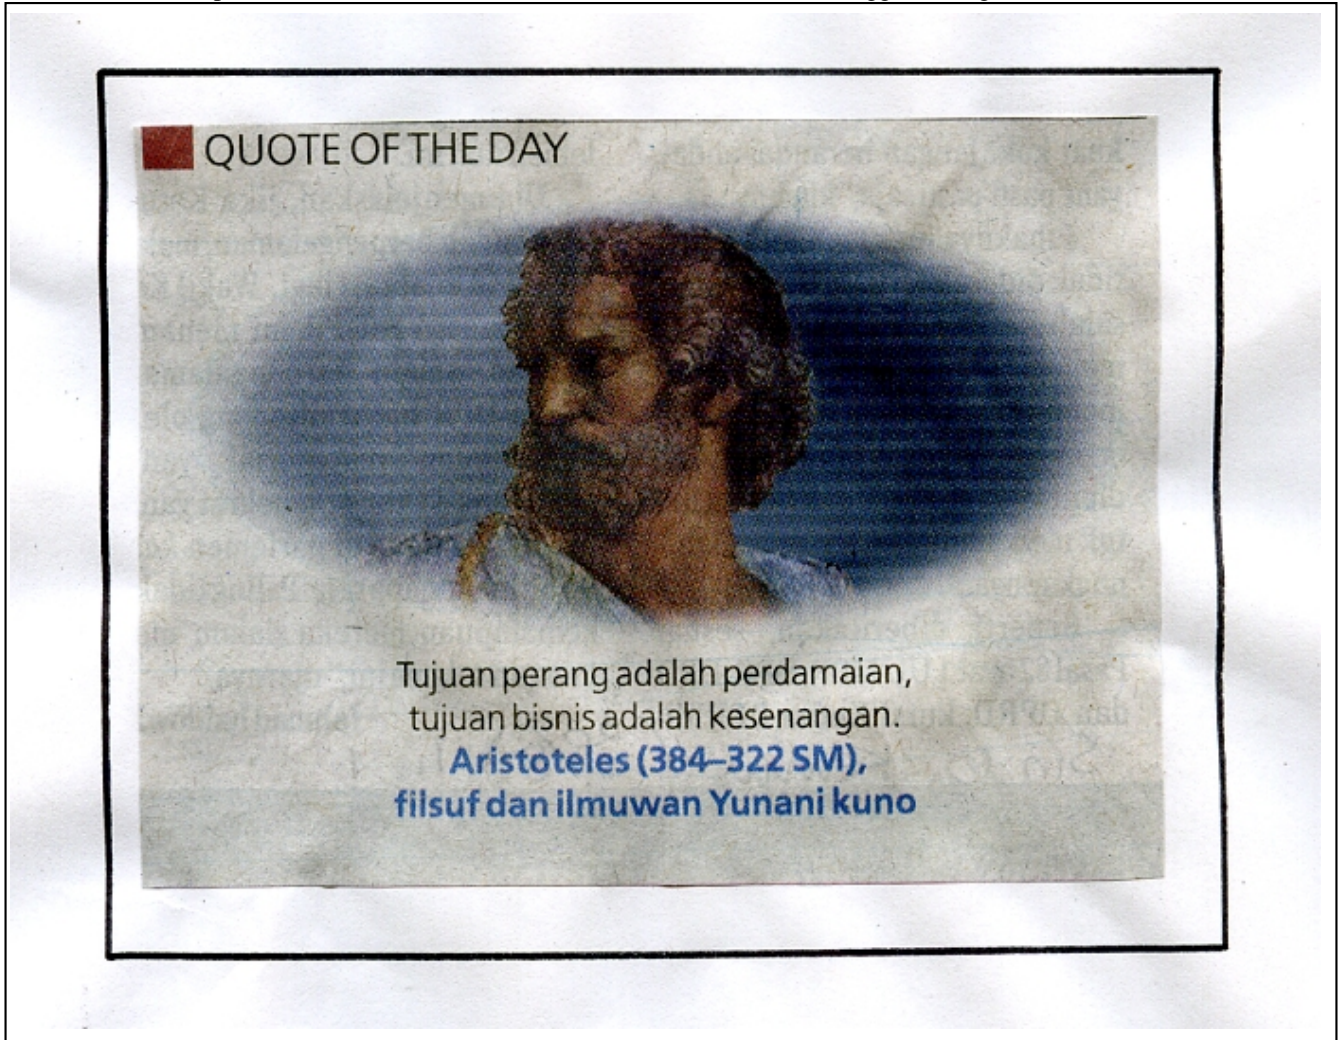 QUOTE OF THE DAY
Tujuan perang adalah perdamaian,
tujuan bisnis adalah kesenangan.
Aristoteles (384–322 SM),
filsuf dan ilmuwan Yunani kuno